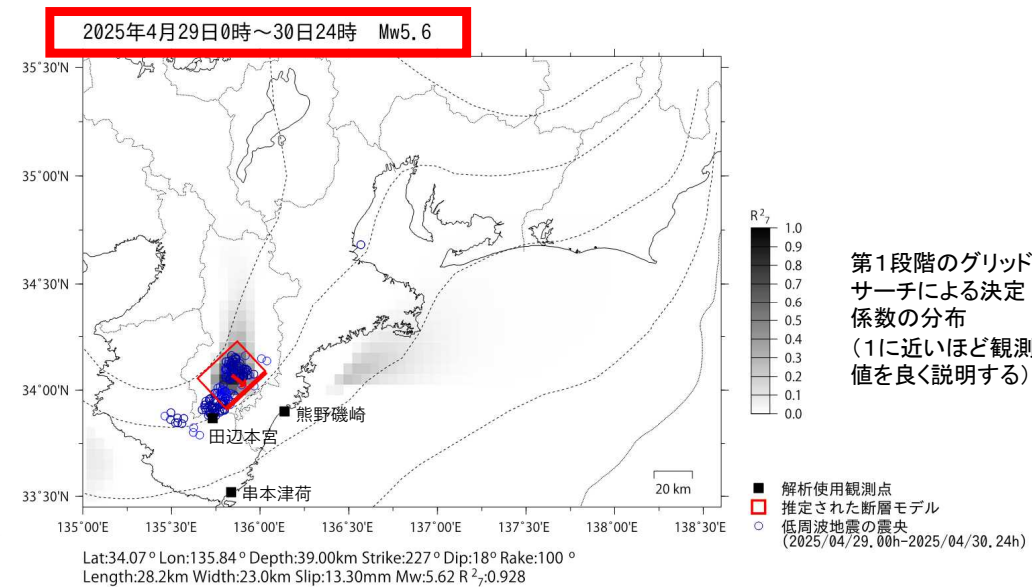 2025年4月29日0時～30日24時　Mw5.6
35°30'N
35°00'N
34°30'N
34°00'N
33°30'N
135°00'E
135°30'E
136°00'E
136°30'E
137°00'E
137°30'E
138°00'E
138°30'E
熊野磯崎
田辺本宮
串本津荷
20 km
R²₇
1.0
0.9
0.8
0.7
0.6
0.5
0.4
0.3
0.2
0.1
0.0
第１段階のグリッド
サーチによる決定
係数の分布
（１に近いほど観測
値を良く説明する）
解析使用観測点
推定された断層モデル
低周波地震の震央
(2025/04/29.00h-2025/04/30.24h)
Lat:34.07° Lon:135.84° Depth:39.00km Strike:227° Dip:18° Rake:100 °
Length:28.2km Width:23.0km Slip:13.30mm Mw:5.62 R²₇:0.928